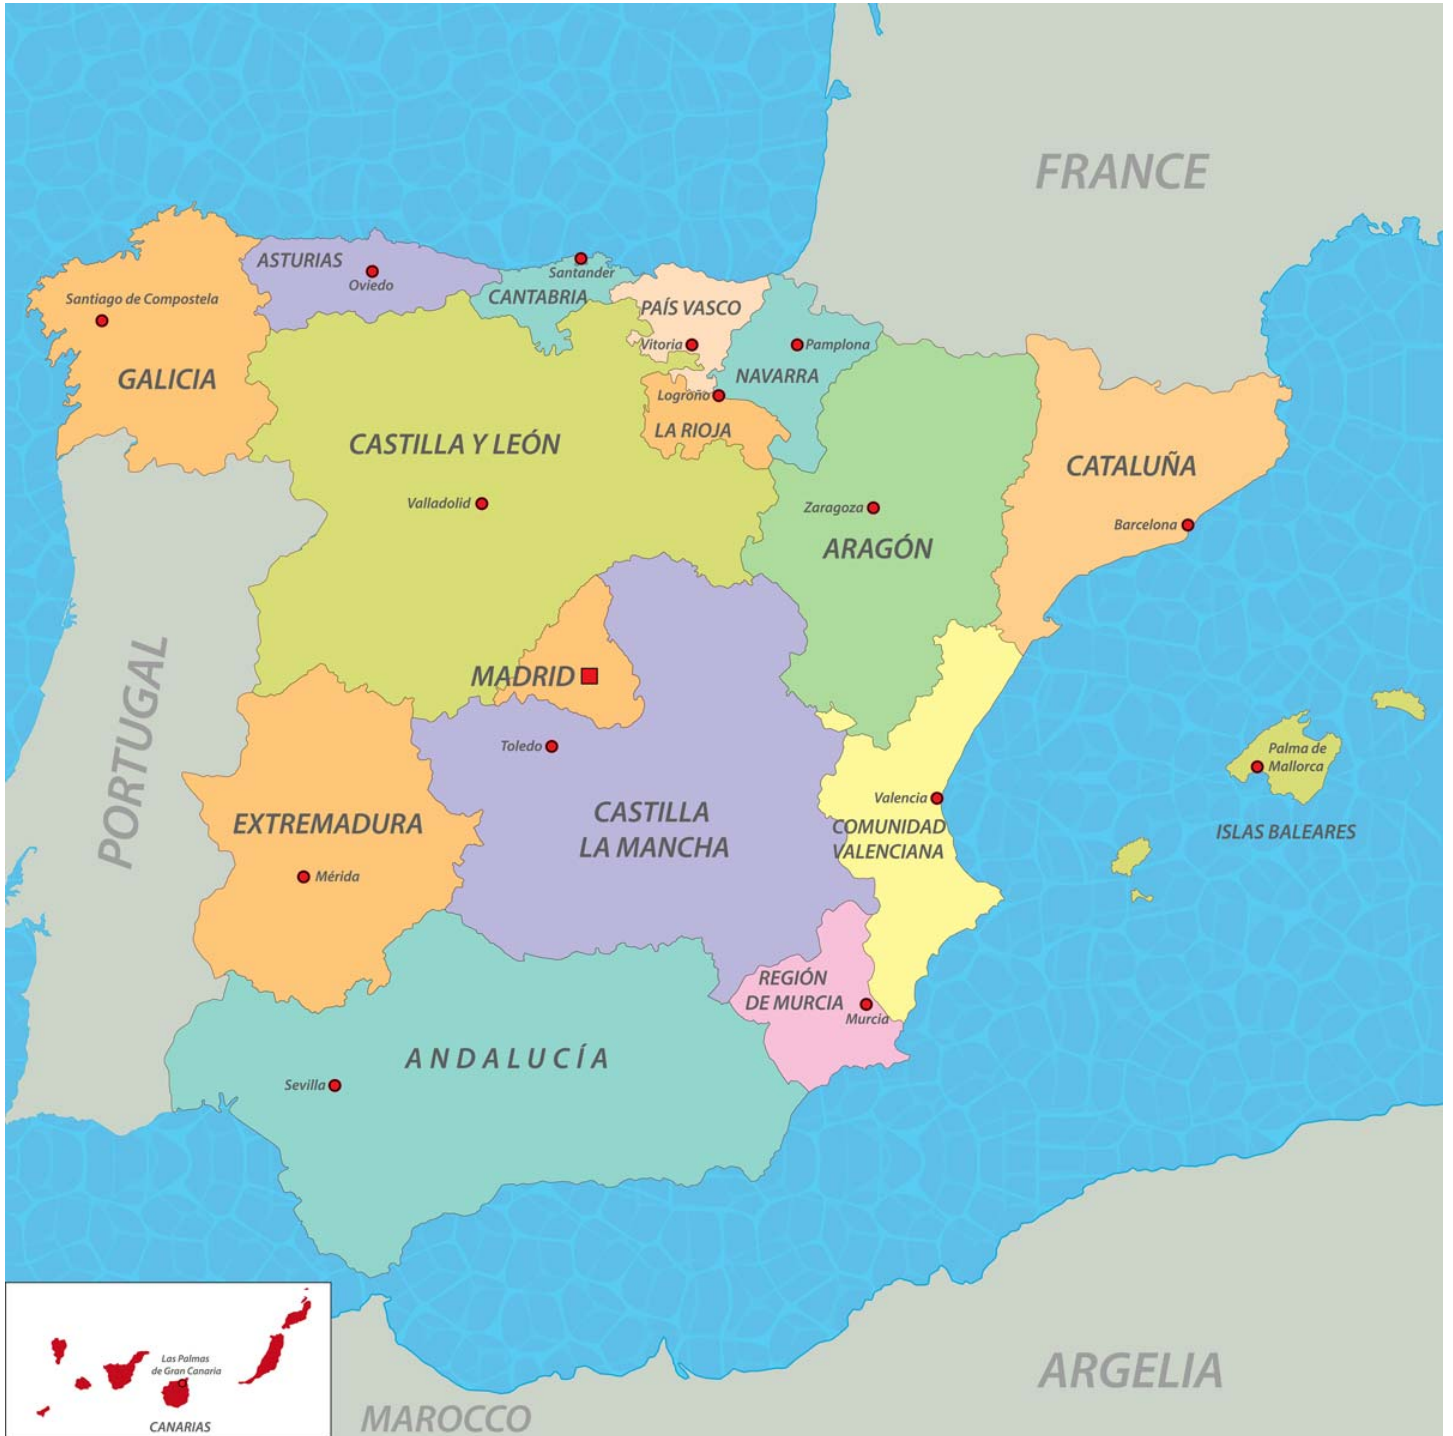 FRANCE
ASTURIAS
Oviedo
Santander
CANTABRIA
PAÍS VASCO
Vitoria
Santiago de Compostela
GALICIA
Pamplona
NAVARRA
Logroño
LA RIOJA
CASTILLA Y LEÓN
Valladolid
CATALUÑA
Barcelona
Zaragoza
ARAGÓN
PORTUGAL
MADRID
Toledo
CASTILLA
LA MANCHA
EXTREMADURA
Mérida
Valencia
COMUNIDAD
VALENCIANA
Palma de
Mallorca
ISLAS BALEARES
REGIÓN
DE MURCIA
Murcia
ANDALUCÍA
Sevilla
Las Palmas
de Gran Canaria
CANARIAS
MAROCCO
ARGELIA